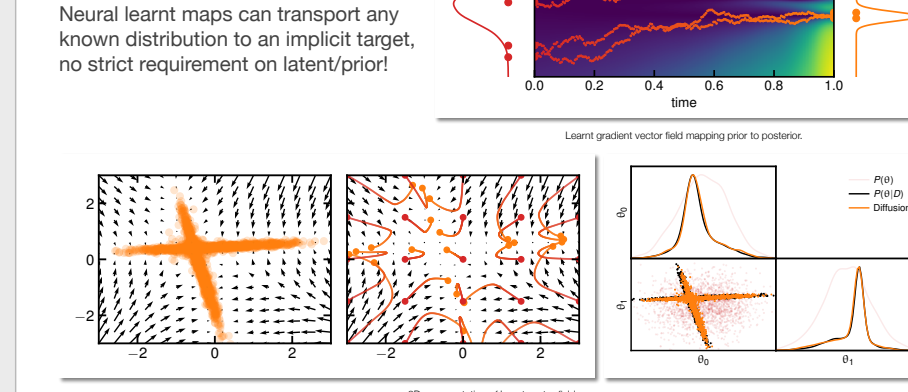 Neural learnt maps can transport any
known distribution to an implicit target,
no strict requirement on latent/prior!
0.0 0.2 0.4 0.6 0.8 1.0
time
Learnt gradient vector field mapping prior to posterior.
2
0
−2
−2 0 2
−2 0 2
θ0
P(θ)
P(θ|D)
Diffusion
θ1
θ0
θ1